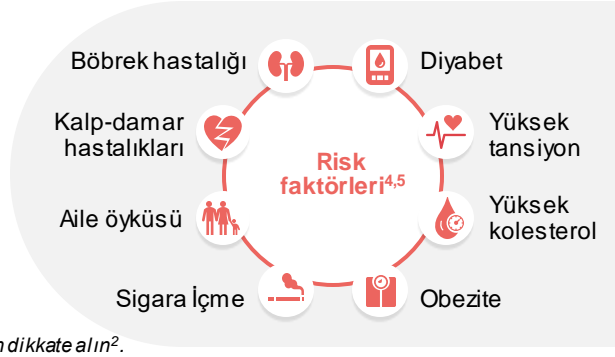 Böbrek hastalığı
Diyabet
Kalp-damar
hastalıkları
Yüksek
tansiyon
Risk
faktörleri4,5
Aile öyküsü
Yüksek
kolesterol
Sigara İçme
Obezite
dikkate alın2.